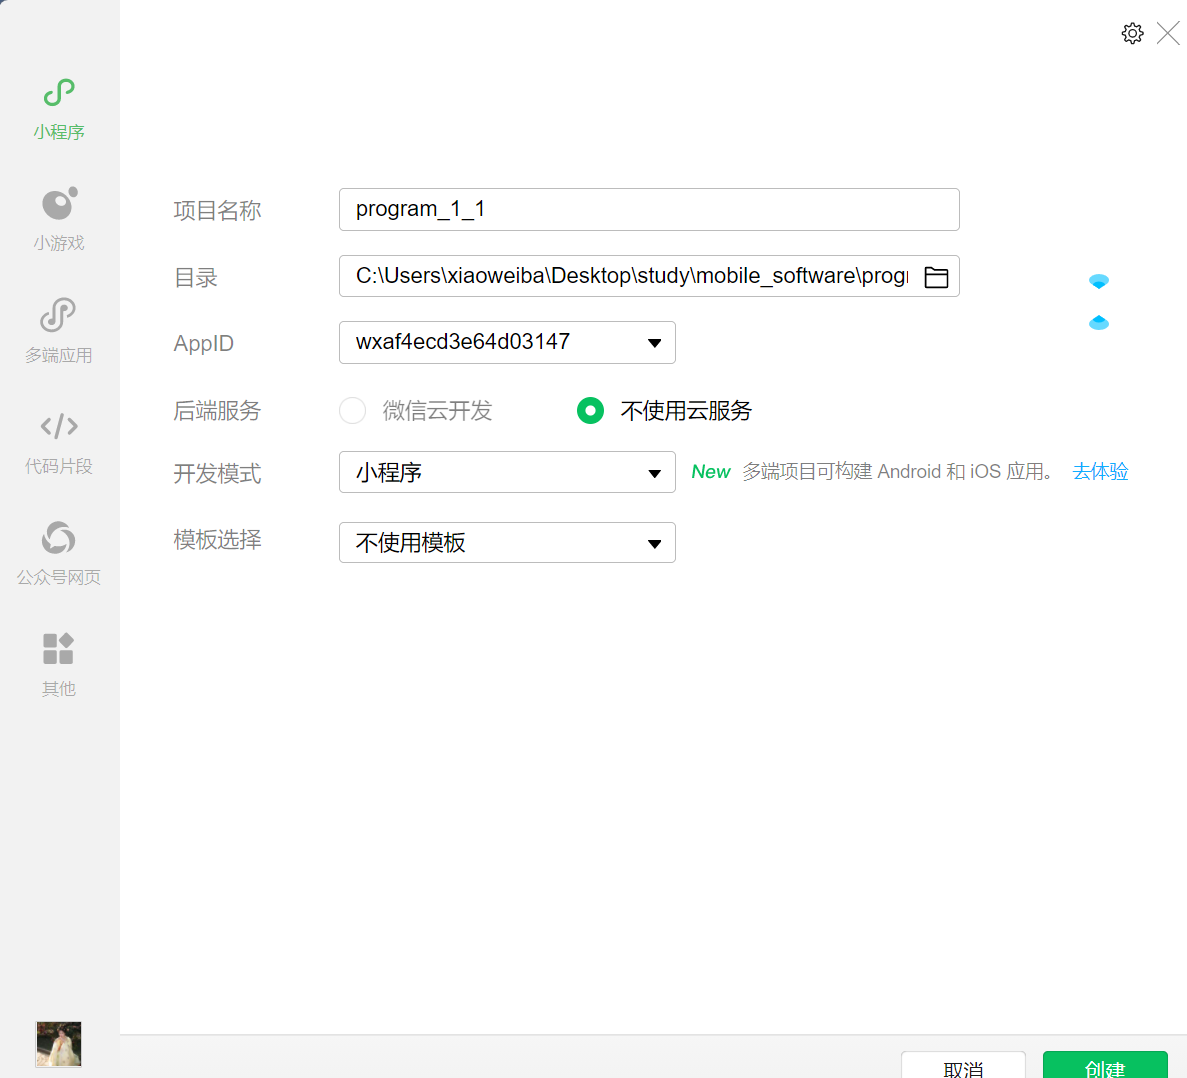 小程序
小游戏
多端应用
代码片段
公众号网页
其他
项目名称 program_1_1
目录 C:\Users\xiaoweiba\Desktop\study\mobile_software\progr
AppID wxaf4ecd3e64d03147
后端服务 微信云开发 不使用云服务
开发模式 小程序 New 多端项目可构建 Android 和 iOS 应用。 去体验
模板选择 不使用模板
取消 创建